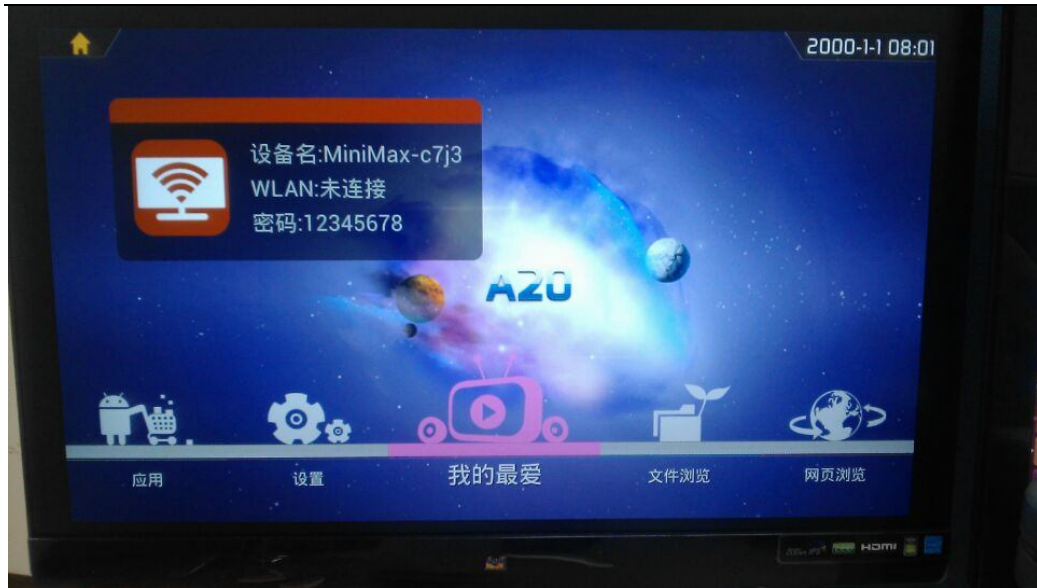 2000-1-1 08:01
设备名:MiniMax-c7j3
WLAN:未连接
密码:12345678
A20
应用
设置
我的最爱
文件浏览
网页浏览
HDMI